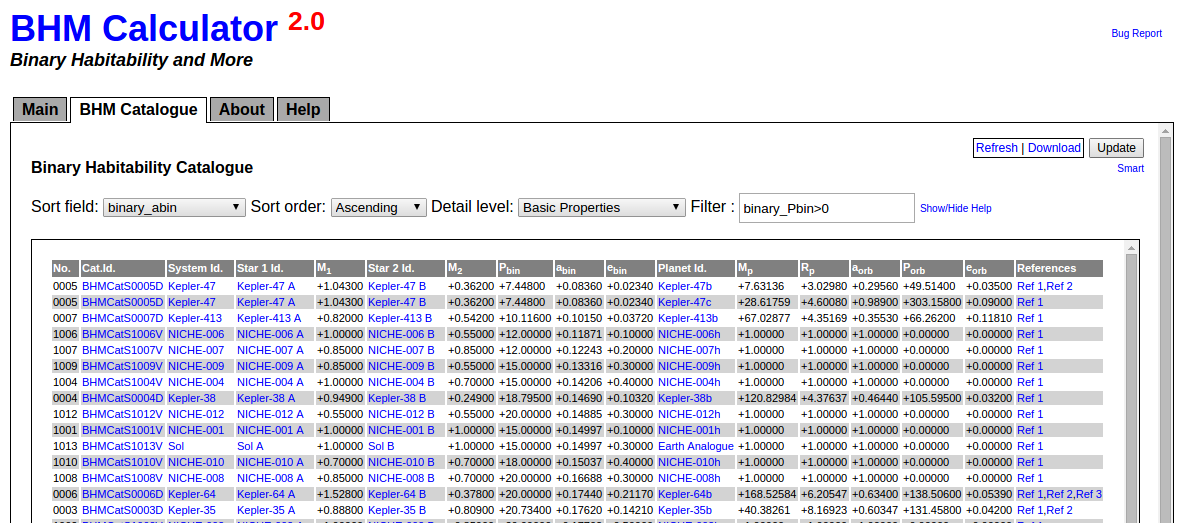 BHM Calculator 2.0
Bug Report
Binary Habitability and More
Main BHM Catalogue About Help
Refresh | Download Update
Binary Habitability Catalogue
Smart
Sort field: binary_abin Sort order: Ascending Detail level: Basic Properties Filter : binary_Pbin>0 Show/Hide Help
No. Cat.Id. System Id. Star 1 Id. M1 Star 2 Id. M2 Pbin abin ebin Planet Id. Mp Rp aorb Porb eorb References
0005 BHMCatS0005D Kepler-47 Kepler-47 A +1.04300 Kepler-47 B +0.36200 +7.44800 +0.08360 +0.02340 Kepler-47b +7.63136 +3.02980 +0.29560 +49.51400 +0.03500 Ref 1,Ref 2
0005 BHMCatS0005D Kepler-47 Kepler-47 A +1.04300 Kepler-47 B +0.36200 +7.44800 +0.08360 +0.02340 Kepler-47c +28.61759 +4.60080 +0.98900 +303.15800 +0.09000 Ref 1
0007 BHMCatS0007D Kepler-413 Kepler-413 A +0.82000 Kepler-413 B +0.54200 +10.11600 +0.10150 +0.03720 Kepler-413b +67.02877 +4.35169 +0.35530 +66.26200 +0.11810 Ref 1
1006 BHMCatS1006V NICHE-006 NICHE-006 A +1.00000 NICHE-006 B +0.55000 +12.00000 +0.11871 +0.10000 NICHE-006h +1.00000 +1.00000 +1.00000 +0.00000 +0.00000 Ref 1
1007 BHMCatS1007V NICHE-007 NICHE-007 A +0.85000 NICHE-007 B +0.85000 +12.00000 +0.12243 +0.20000 NICHE-007h +1.00000 +1.00000 +1.00000 +0.00000 +0.00000 Ref 1
1009 BHMCatS1009V NICHE-009 NICHE-009 A +0.85000 NICHE-009 B +0.55000 +15.00000 +0.13316 +0.30000 NICHE-009h +1.00000 +1.00000 +1.00000 +0.00000 +0.00000 Ref 1
1004 BHMCatS1004V NICHE-004 NICHE-004 A +1.00000 NICHE-004 B +0.70000 +15.00000 +0.14206 +0.40000 NICHE-004h +1.00000 +1.00000 +1.00000 +0.00000 +0.00000 Ref 1
0004 BHMCatS0004D Kepler-38 Kepler-38 A +0.94900 Kepler-38 B +0.24900 +18.79500 +0.14690 +0.10320 Kepler-38b +120.82984 +4.37637 +0.46440 +105.59500 +0.03200 Ref 1
1012 BHMCatS1012V NICHE-012 NICHE-012 A +0.55000 NICHE-012 B +0.55000 +20.00000 +0.14885 +0.30000 NICHE-012h +1.00000 +1.00000 +1.00000 +0.00000 +0.00000 Ref 1
1001 BHMCatS1001V NICHE-001 NICHE-001 A +1.00000 NICHE-001 B +1.00000 +15.00000 +0.14997 +0.10000 NICHE-001h +1.00000 +1.00000 +1.00000 +0.00000 +0.00000 Ref 1
1013 BHMCatS1013V Sol Sol A +1.00000 Sol B +1.00000 +15.00000 +0.14997 +0.30000 Earth Analogue +1.00000 +1.00000 +1.00000 +0.00000 +0.00000 Ref 1
1010 BHMCatS1010V NICHE-010 NICHE-010 A +0.70000 NICHE-010 B +0.70000 +18.00000 +0.15037 +0.40000 NICHE-010h +1.00000 +1.00000 +1.00000 +0.00000 +0.00000 Ref 1
1008 BHMCatS1008V NICHE-008 NICHE-008 A +0.85000 NICHE-008 B +0.70000 +20.00000 +0.16688 +0.30000 NICHE-008h +1.00000 +1.00000 +1.00000 +0.00000 +0.00000 Ref 1
0006 BHMCatS0006D Kepler-64 Kepler-64 A +1.52800 Kepler-64 B +0.37800 +20.00000 +0.17440 +0.21170 Kepler-64b +168.52584 +6.20547 +0.63400 +138.50600 +0.05390 Ref 1,Ref 2,Ref 3
0003 BHMCatS0003D Kepler-35 Kepler-35 A +0.88800 Kepler-35 B +0.80900 +20.73400 +0.17620 +0.14210 Kepler-35b +40.38261 +8.16923 +0.60347 +131.45800 +0.04200 Ref 1,Ref 2